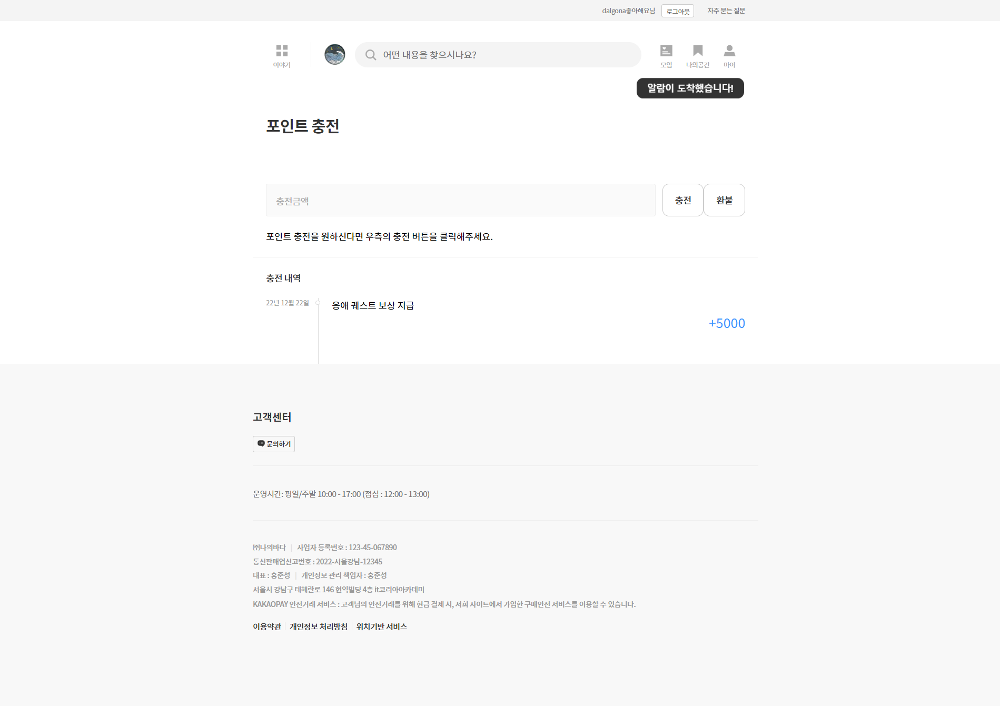 dalgona좋아해요님 로그아웃 자주 묻는 질문
이야기 어떤 내용을 찾으시나요? 모임 나의공간 마이
알람이 도착했습니다!
포인트 충전
충전금액 충전 환불
포인트 충전을 원하신다면 우측의 충전 버튼을 클릭해주세요.
충전 내역
22년 12월 22일 응애 퀘스트 보상 지급
+5000
고객센터
문의하기
운영시간: 평일/주말 10:00 - 17:00 (점심 : 12:00 - 13:00)
㈜나의바다 | 사업자 등록번호 : 123-45-067890
통신판매업신고번호 : 2022-서울강남-12345
대표 : 홍준성 | 개인정보 관리 책임자 : 홍준성
서울시 강남구 테헤란로 146 현익빌딩 4층 it코리아아카데미
KAKAOPAY 안전거래 서비스 : 고객님의 안전거래를 위해 현금 결제 시, 저희 사이트에서 가입한 구매안전 서비스를 이용할 수 있습니다.
이용약관 | 개인정보 처리방침 | 위치기반 서비스